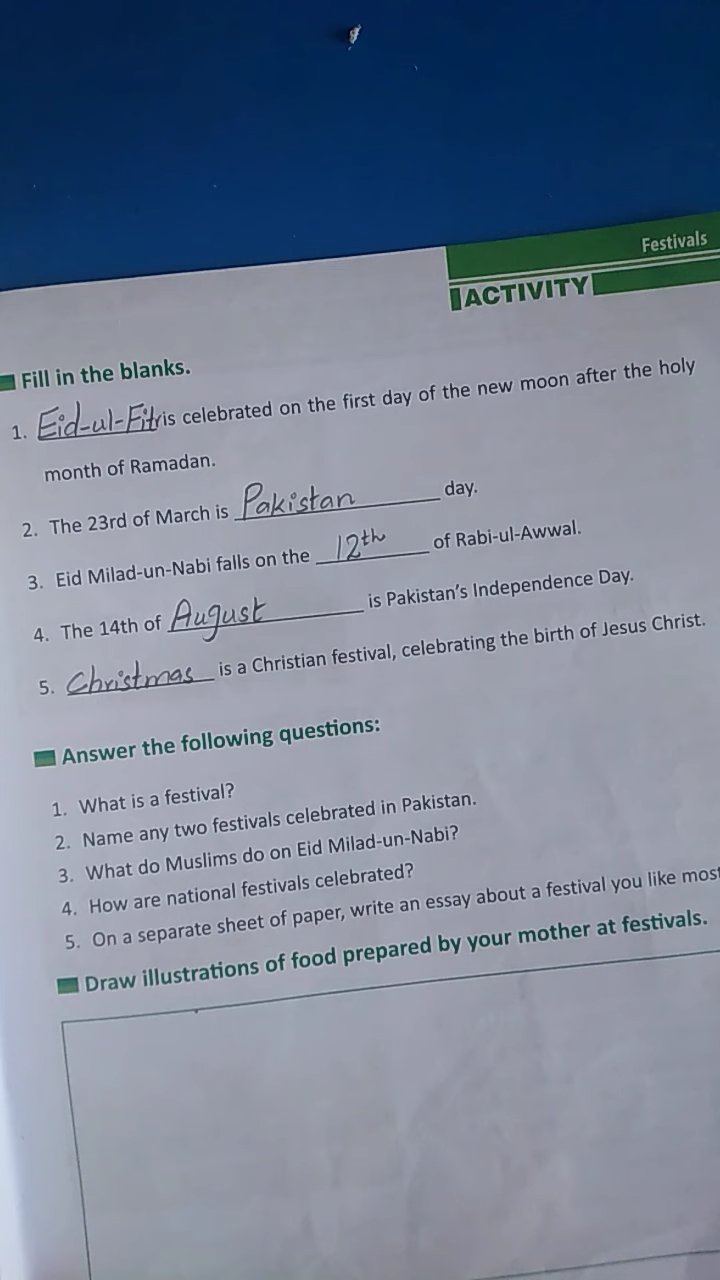 Festivals
ACTIVITY
Fill in the blanks.
1. Eid-ul-Fitr is celebrated on the first day of the new moon after the holy
month of Ramadan.
2. The 23rd of March is Pakistan day.
3. Eid Milad-un-Nabi falls on the 12th of Rabi-ul-Awwal.
4. The 14th of August is Pakistan's Independence Day.
5. Christmas is a Christian festival, celebrating the birth of Jesus Christ.
Answer the following questions:
1. What is a festival?
2. Name any two festivals celebrated in Pakistan.
3. What do Muslims do on Eid Milad-un-Nabi?
4. How are national festivals celebrated?
5. On a separate sheet of paper, write an essay about a festival you like most
Draw illustrations of food prepared by your mother at festivals.